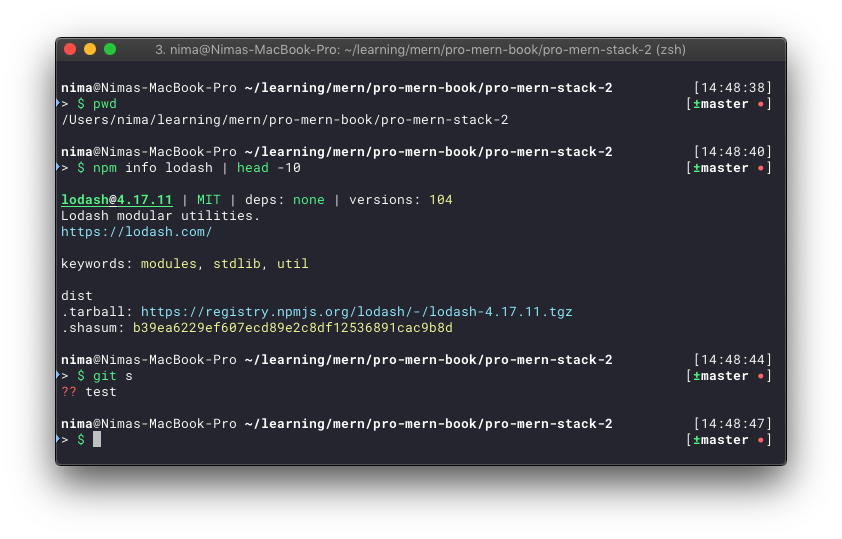 3. nima@Nimas-MacBook-Pro: ~/learning/mern/pro-mern-book/pro-mern-stack-2 (zsh)
nima@Nimas-MacBook-Pro ~/learning/mern/pro-mern-book/pro-mern-stack-2 [14:48:38]
> $ pwd [±master ●]
/Users/nima/learning/mern/pro-mern-book/pro-mern-stack-2
nima@Nimas-MacBook-Pro ~/learning/mern/pro-mern-book/pro-mern-stack-2 [14:48:40]
> $ npm info lodash | head -10 [±master ●]
lodash@4.17.11 | MIT | deps: none | versions: 104
Lodash modular utilities.
https://lodash.com/
keywords: modules, stdlib, util
dist
.tarball: https://registry.npmjs.org/lodash/-/lodash-4.17.11.tgz
.shasum: b39ea6229ef607ecd89e2c8df12536891cac9b8d
nima@Nimas-MacBook-Pro ~/learning/mern/pro-mern-book/pro-mern-stack-2 [14:48:44]
> $ git s [±master ●]
?? test
nima@Nimas-MacBook-Pro ~/learning/mern/pro-mern-book/pro-mern-stack-2 [14:48:47]
> $ [±master ●]